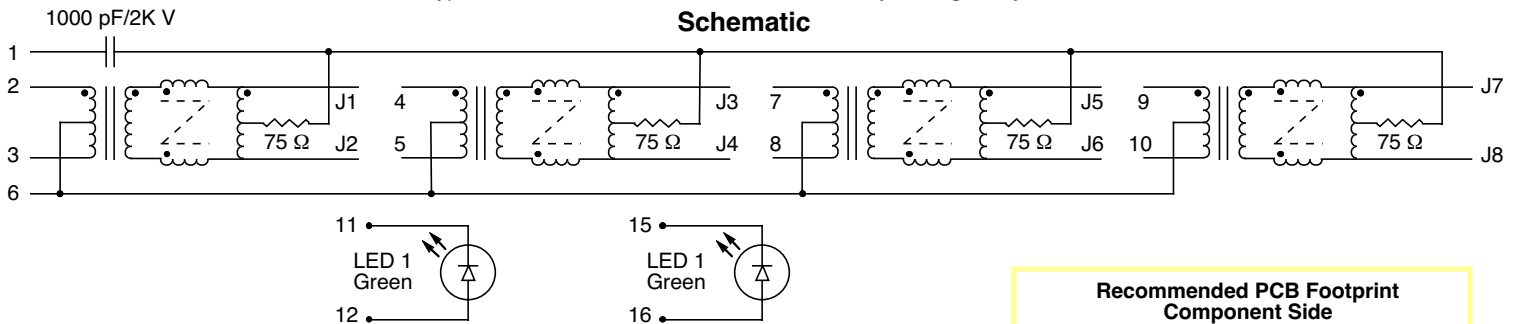 Schematic
1000 pF/2K V
1
2
3
6
J1
J2
75 Ω
4
5
J3
J4
75 Ω
7
8
J5
J6
75 Ω
9
10
J7
J8
75 Ω
11
LED 1
Green
12
15
LED 1
Green
16
Recommended PCB Footprint
Component Side